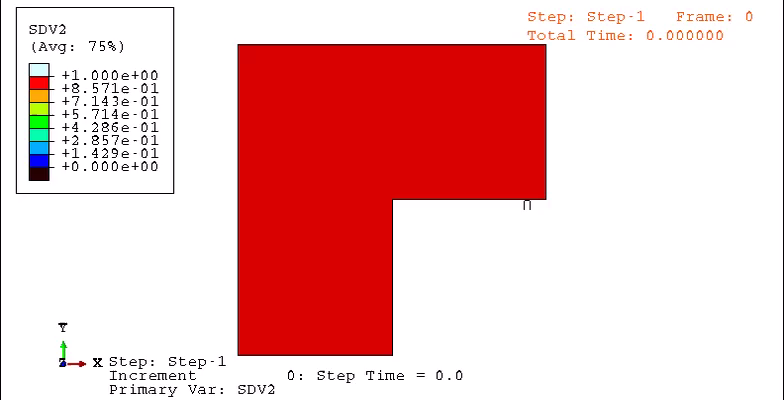 Step: Step-1 Frame: 0
Total Time: 0.000000
SDV2
(Avg: 75%)
+1.000e+00
+8.571e-01
+7.143e-01
+5.714e-01
+4.286e-01
+2.857e-01
+1.429e-01
+0.000e+00
Y
Z
X
Step: Step-1
Increment 0: Step Time = 0.0
Primary Var: SDV2